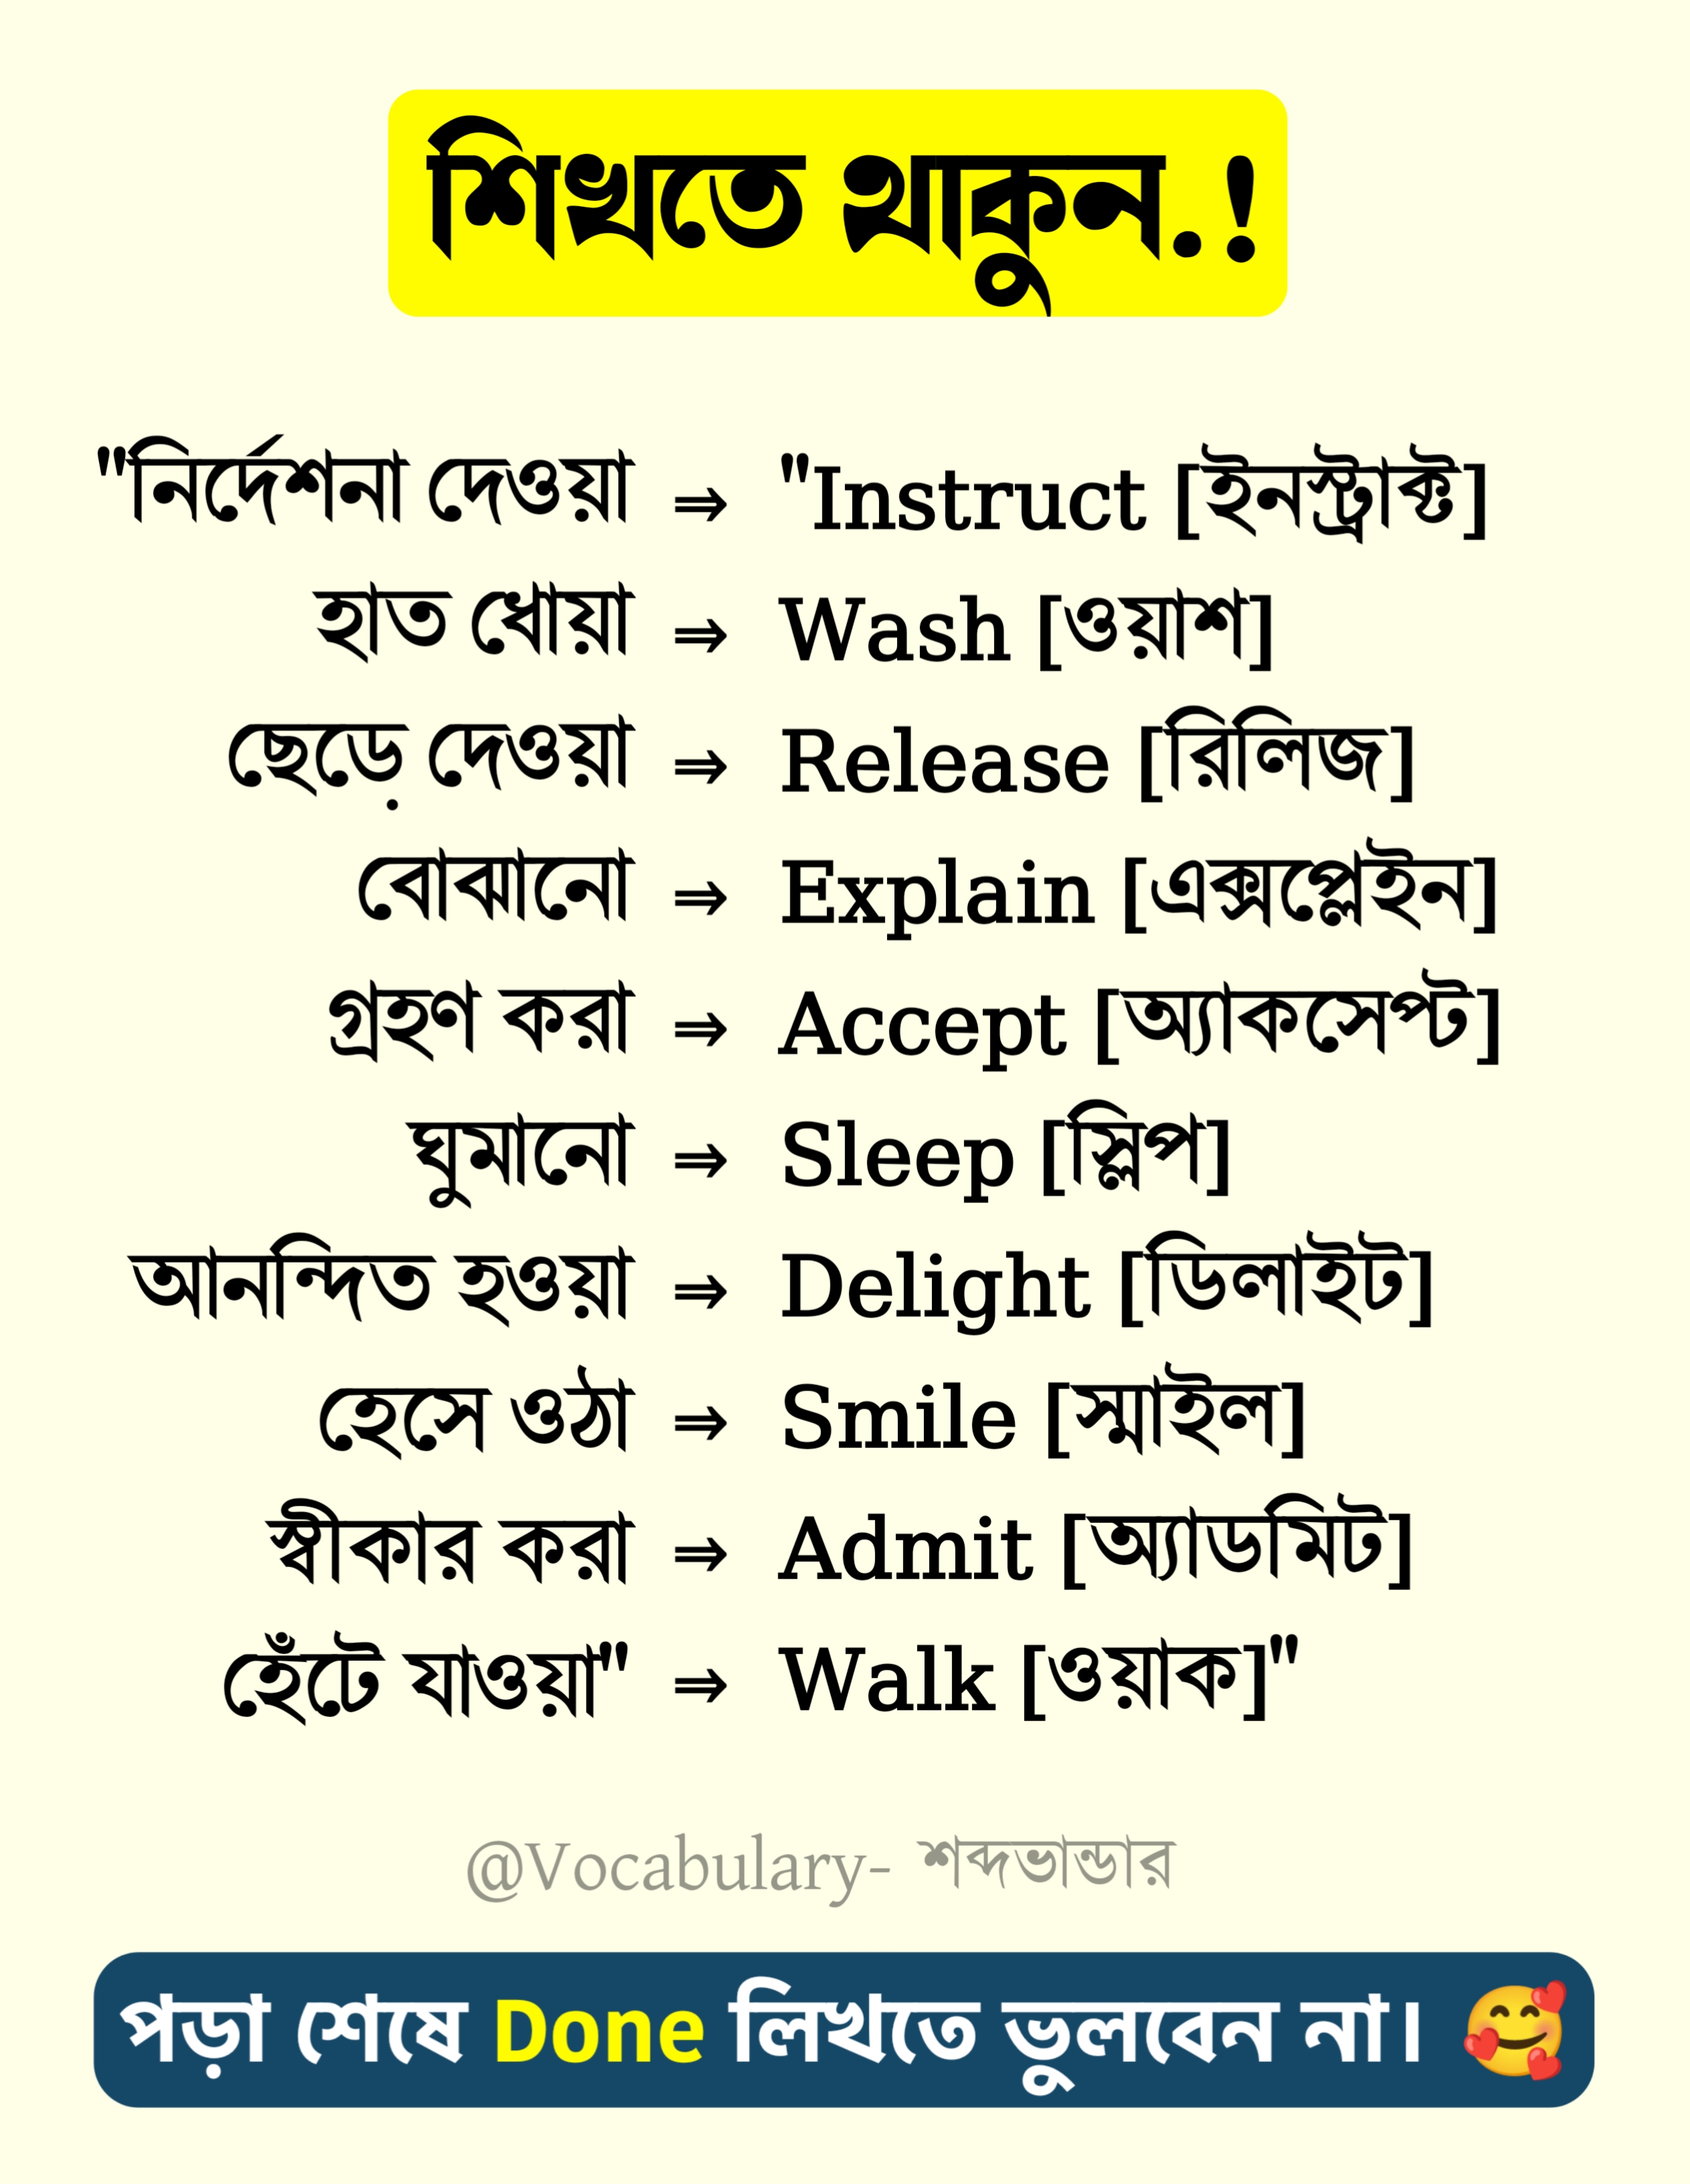 শিখতে থাকুন.!
"নির্দেশনা দেওয়া ⇒ "Instruct [ইনস্ট্রাক্ট]
হাত ধোয়া ⇒ Wash [ওয়াশ]
ছেড়ে দেওয়া ⇒ Release [রিলিজ]
বোঝানো ⇒ Explain [এক্সপ্লেইন]
গ্রহণ করা ⇒ Accept [অ্যাকসেপ্ট]
ঘুমানো ⇒ Sleep [স্লিপ]
আনন্দিত হওয়া ⇒ Delight [ডিলাইট]
হেসে ওঠা ⇒ Smile [স্মাইল]
স্বীকার করা ⇒ Admit [অ্যাডমিট]
হেঁটে যাওয়া" ⇒ Walk [ওয়াক]"
@Vocabulary- শব্দভাডার
পড়া শেষে Done লিখতে ভুলবেন না। 🥰